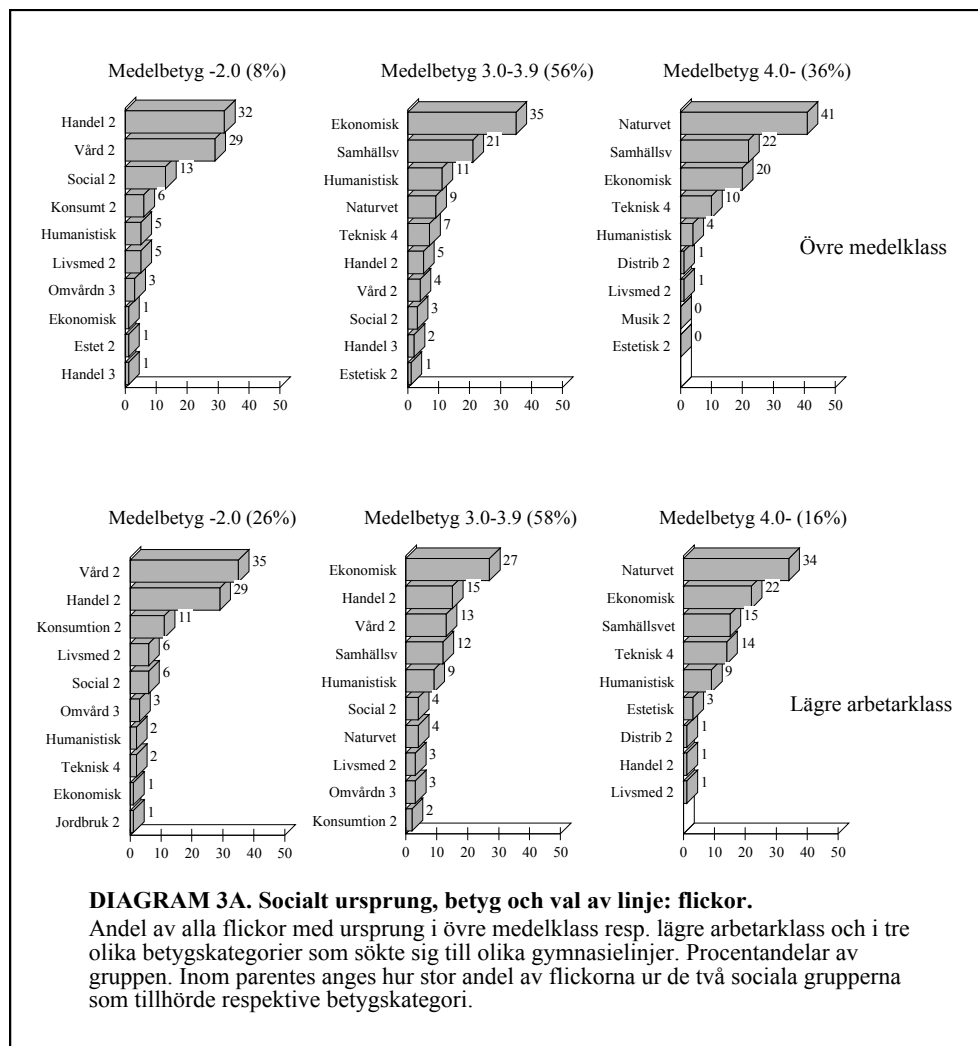 Medelbetyg -2.0 (8%)
Handel 2 32
Vård 2 29
Social 2 13
Konsumt 2 6
Humanistisk 5
Livsmed 2 5
Omvårdn 3 3
Ekonomisk 1
Estet 2 1
Handel 3 1
0 10 20 30 40 50
Medelbetyg 3.0-3.9 (56%)
Ekonomisk 35
Samhällsv 21
Humanistisk 11
Naturvet 9
Teknisk 4 7
Handel 2 5
Vård 2 4
Social 2 3
Handel 3 2
Estetisk 2 1
0 10 20 30 40 50
Medelbetyg 4.0- (36%)
Naturvet 41
Samhällsv 22
Ekonomisk 20
Teknisk 4 10
Humanistisk 4
Distrib 2 1
Livsmed 2 1
Musik 2 0
Estetisk 2 0
0 10 20 30 40 50
Övre medelklass
Medelbetyg -2.0 (26%)
Vård 2 35
Handel 2 29
Konsumtion 2 11
Livsmed 2 6
Social 2 6
Omvård 3 3
Humanistisk 2
Teknisk 4 2
Ekonomisk 1
Jordbruk 2 1
0 10 20 30 40 50
Medelbetyg 3.0-3.9 (58%)
Ekonomisk 27
Handel 2 15
Vård 2 13
Samhällsv 12
Humanistisk 9
Social 2 4
Naturvet 4
Livsmed 2 3
Omvårdn 3 3
Konsumtion 2 2
0 10 20 30 40 50
Medelbetyg 4.0- (16%)
Naturvet 34
Ekonomisk 22
Samhällsvet 15
Teknisk 4 14
Humanistisk 9
Estetisk 3
Distrib 2 1
Handel 2 1
Livsmed 2 1
0 10 20 30 40 50
Lägre arbetarklass
DIAGRAM 3A. Socialt ursprung, betyg och val av linje: flickor.
Andel av alla flickor med ursprung i övre medelklass resp. lägre arbetarklass och i tre
olika betygskategorier som sökte sig till olika gymnasielinjer. Procentandelar av
gruppen. Inom parentes anges hur stor andel av flickorna ur de två sociala grupperna
som tillhörde respektive betygskategori.